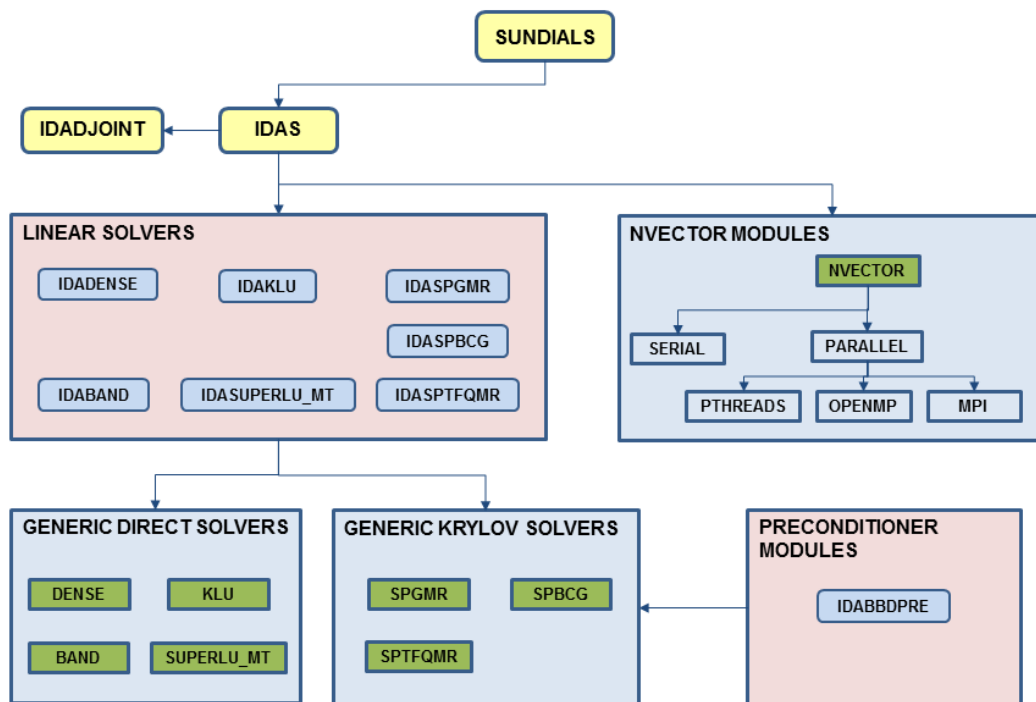 SUNDIALS
IDADJOINT
IDAS
LINEAR SOLVERS
IDADENSE
IDAKLU
IDASPGMR
IDASPBCG
IDABAND
IDASUPERLU_MT
IDASPTFQMR
NVECTOR MODULES
NVECTOR
SERIAL
PARALLEL
PTHREADS
OPENMP
MPI
GENERIC DIRECT SOLVERS
DENSE
KLU
BAND
SUPERLU_MT
GENERIC KRYLOV SOLVERS
SPGMR
SPBCG
SPTFQMR
PRECONDITIONER
MODULES
IDABBDPRE